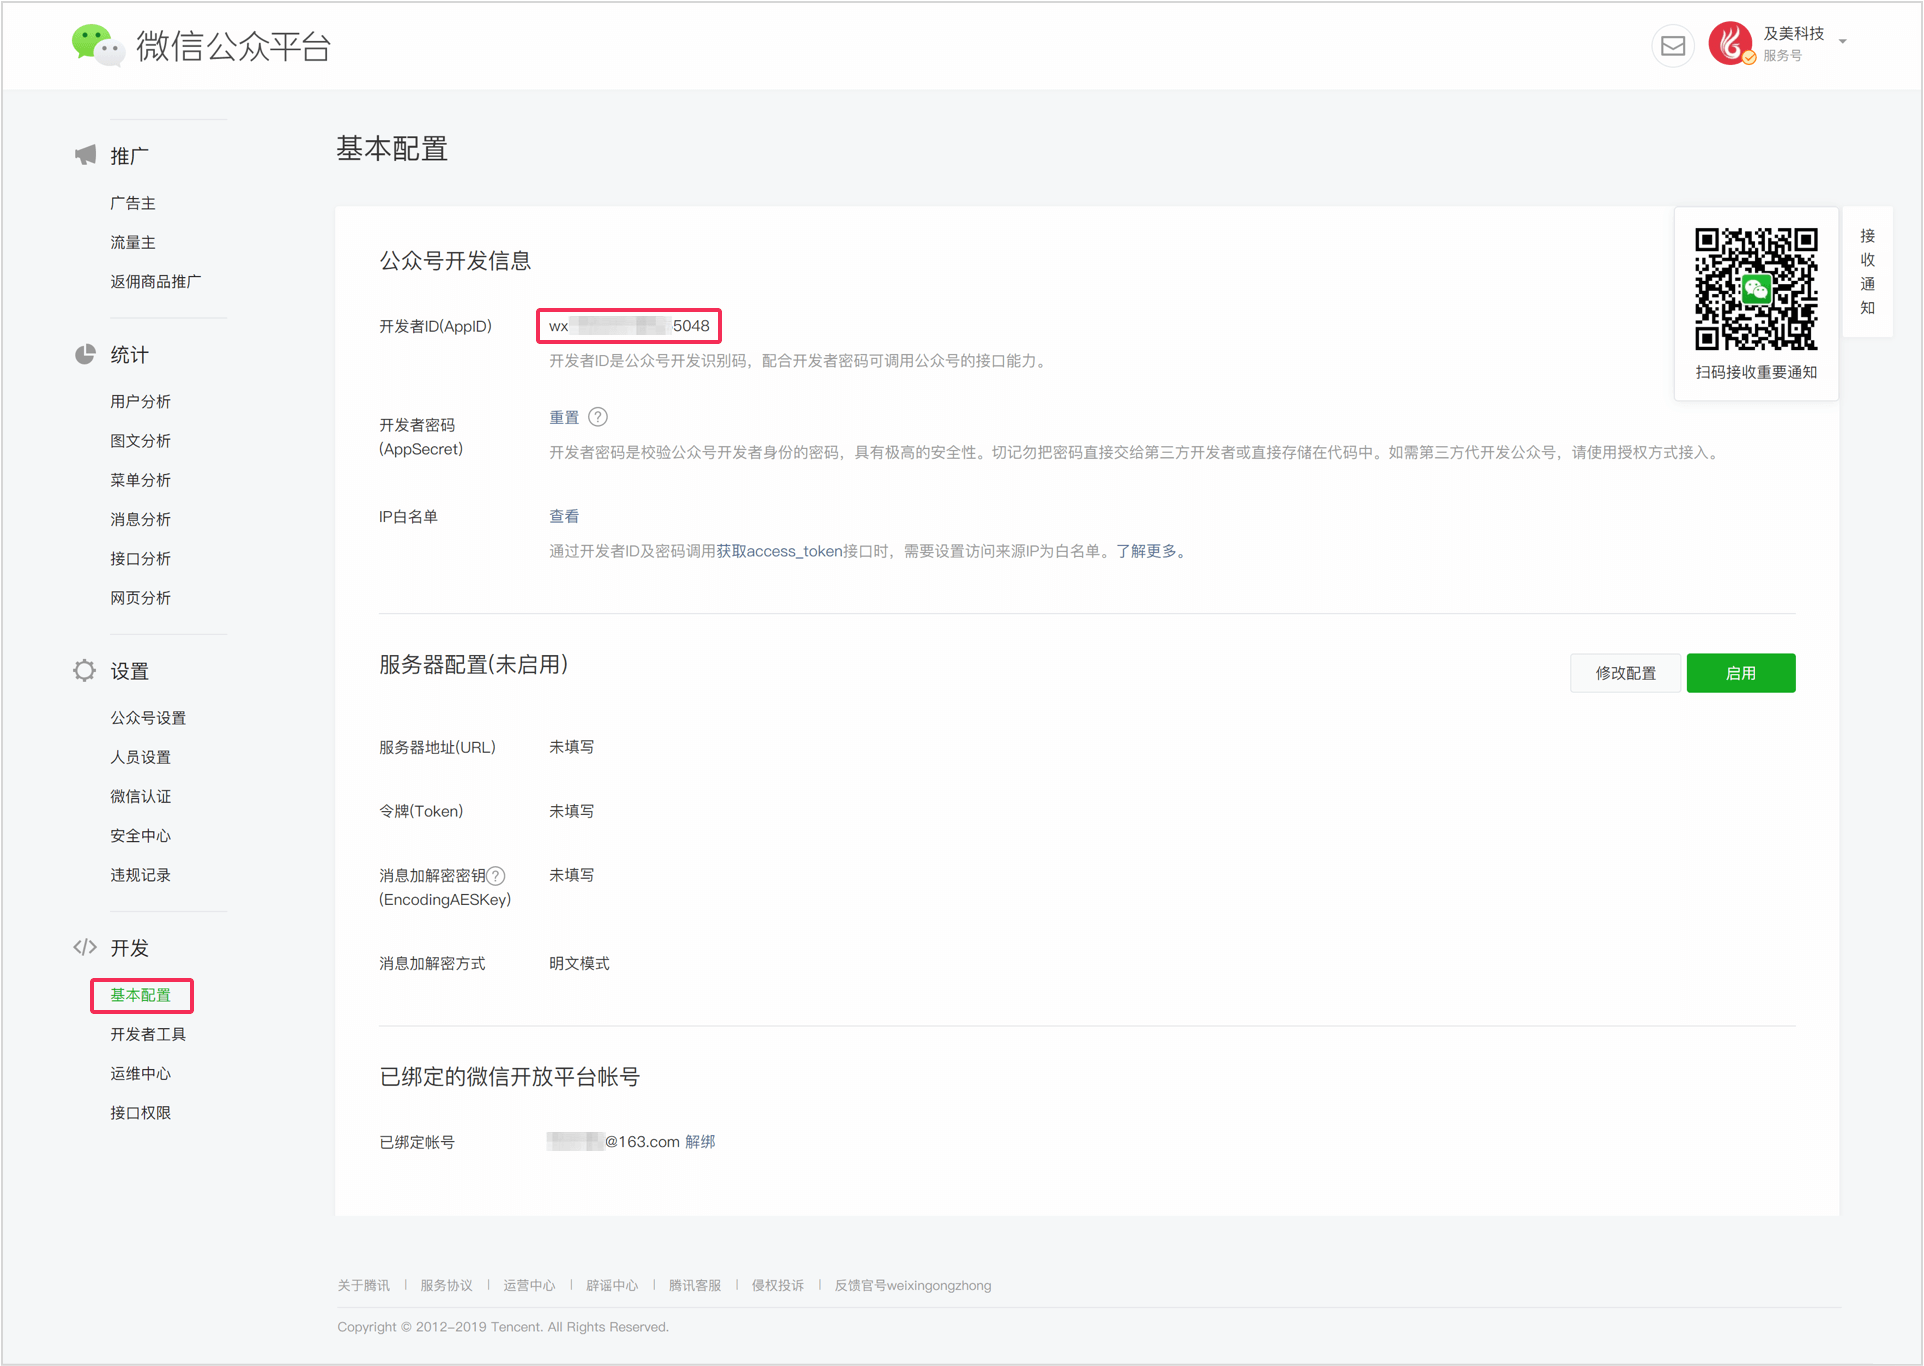 微信公众平台
及美科技
服务号
推广
广告主
流量主
返佣商品推广
统计
用户分析
图文分析
菜单分析
消息分析
接口分析
网页分析
设置
公众号设置
人员设置
微信认证
安全中心
违规记录
开发
基本配置
开发者工具
运维中心
接口权限
基本配置
公众号开发信息
开发者ID(AppID)
wx 5048
开发者ID是公众号开发识别码，配合开发者密码可调用公众号的接口能力。
开发者密码
(AppSecret)
重置 ?
开发者密码是校验公众号开发者身份的密码，具有极高的安全性。切记勿把密码直接交给第三方开发者或直接存储在代码中。如需第三方代开发公众号，请使用授权方式接入。
IP白名单
查看
通过开发者ID及密码调用获取access_token接口时，需要设置访问来源IP为白名单。了解更多。
扫码接收重要通知
接
收
通
知
服务器配置(未启用)
修改配置
启用
服务器地址(URL)
未填写
令牌(Token)
未填写
消息加解密密钥?
(EncodingAESKey)
未填写
消息加解密方式
明文模式
已绑定的微信开放平台帐号
已绑定帐号
@163.com 解绑
关于腾讯 | 服务协议 | 运营中心 | 辟谣中心 | 腾讯客服 | 侵权投诉 | 反馈官号weixingongzhong
Copyright © 2012-2019 Tencent. All Rights Reserved.